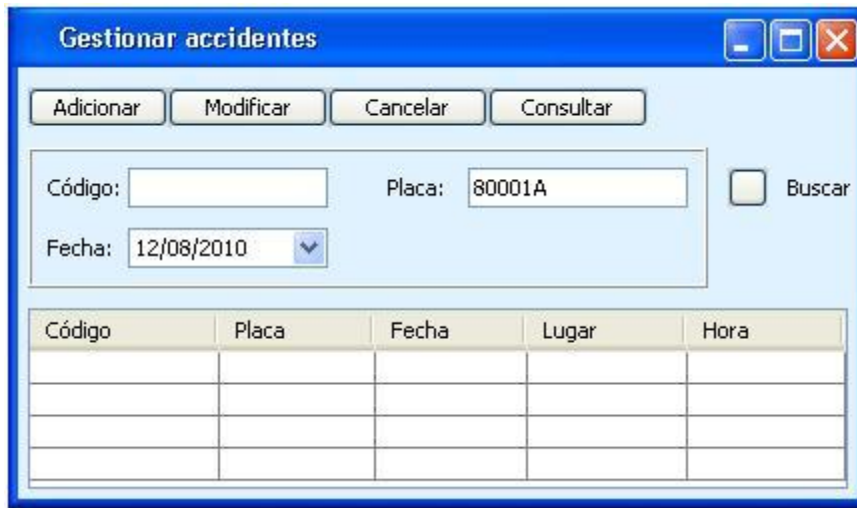 Gestionar accidentes
Adicionar Modificar Cancelar Consultar
Código: Placa: 80001A Buscar
Fecha: 12/08/2010
Código Placa Fecha Lugar Hora